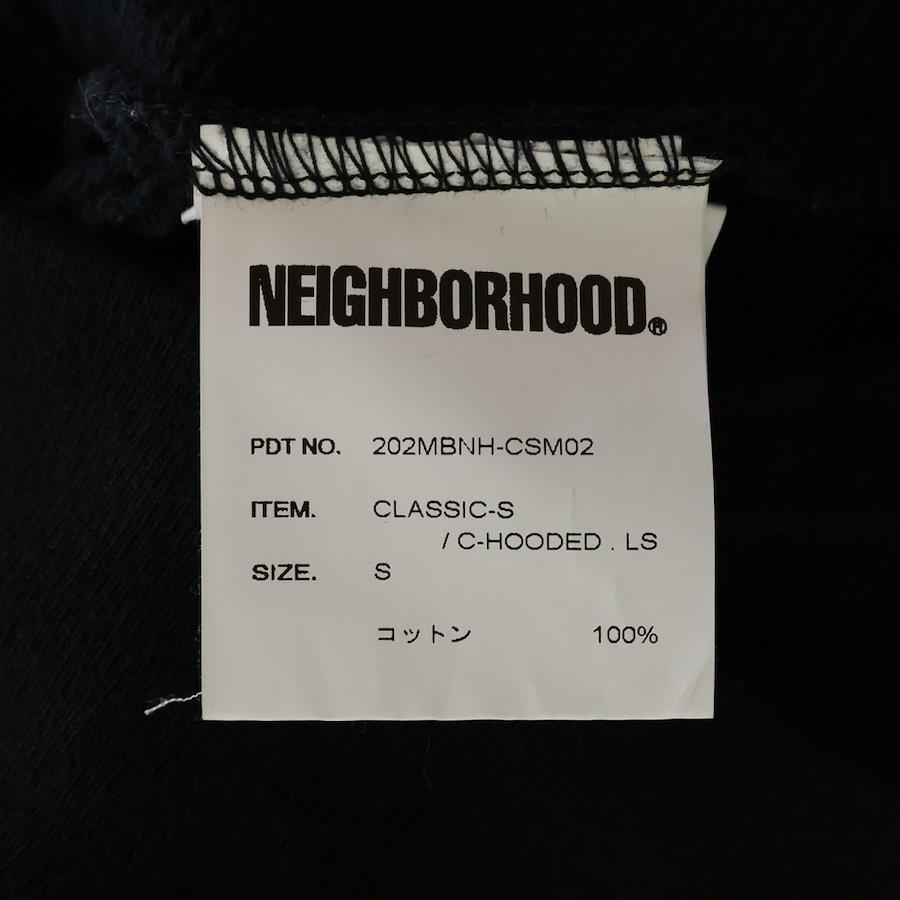 NEIGHBORHOOD®
PDT NO. 202MBNH-CSM02
ITEM. CLASSIC-S
/ C-HOODED . LS
SIZE. S
コットン 100%